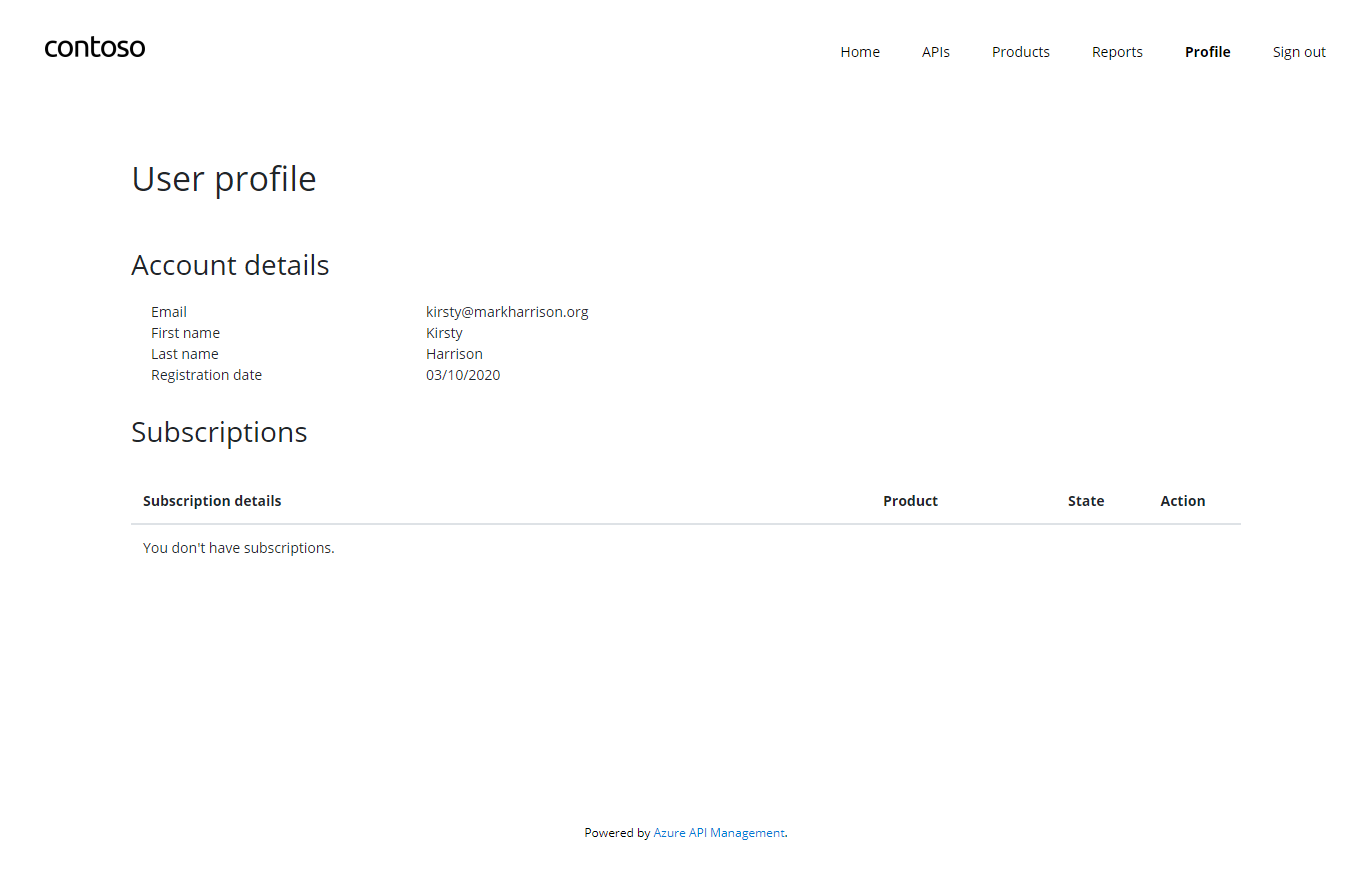 contoso
Home APIs Products Reports Profile Sign out
User profile
Account details
Email kirsty@markharrison.org
First name Kirsty
Last name Harrison
Registration date 03/10/2020
Subscriptions
Subscription details Product State Action
You don't have subscriptions.
Powered by Azure API Management.